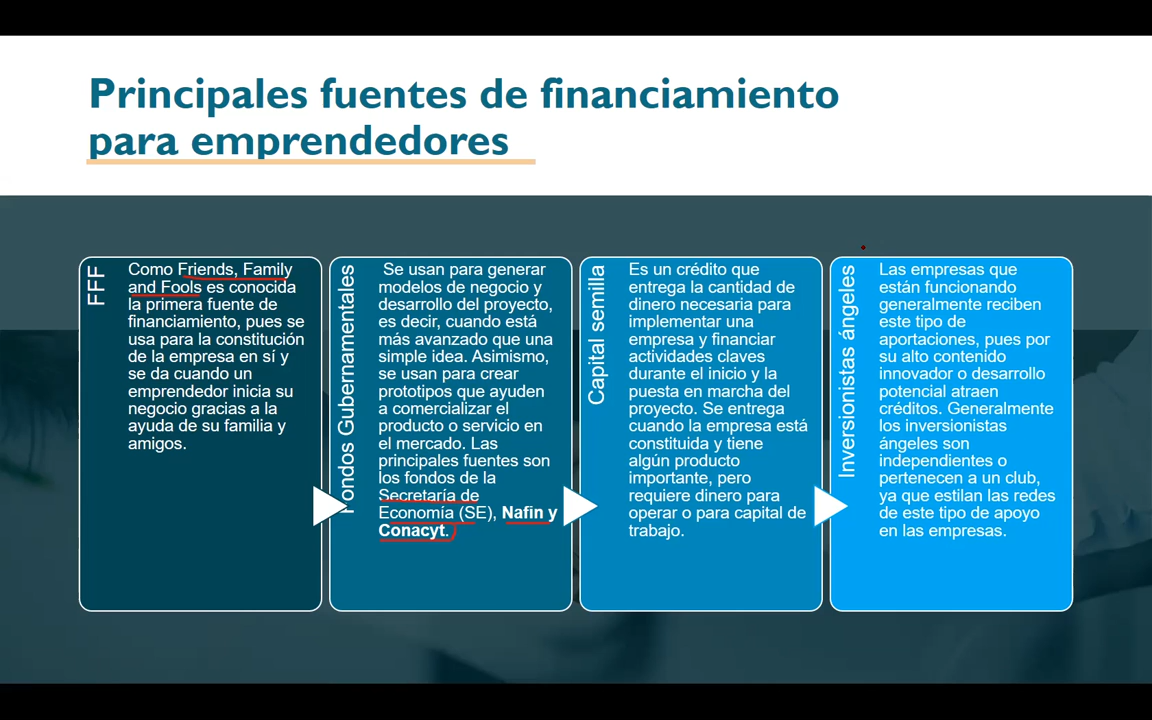 Principales fuentes de financiamiento
para emprendedores
FFF
Como Friends, Family
and Fools es conocida
la primera fuente de
financiamiento, pues se
usa para la constitución
de la empresa en sí y
se da cuando un
emprendedor inicia su
negocio gracias a la
ayuda de su familia y
amigos.
Fondos Gubernamentales
Se usan para generar
modelos de negocio y
desarrollo del proyecto,
es decir, cuando está
más avanzado que una
simple idea. Asimismo,
se usan para crear
prototipos que ayuden
a comercializar el
producto o servicio en
el mercado. Las
principales fuentes son
los fondos de la
Secretaría de
Economía (SE), Nafin y
Conacyt.
Capital semilla
Es un crédito que
entrega la cantidad de
dinero necesaria para
implementar una
empresa y financiar
actividades claves
durante el inicio y la
puesta en marcha del
proyecto. Se entrega
cuando la empresa está
constituida y tiene
algún producto
importante, pero
requiere dinero para
operar o para capital de
trabajo.
Inversionistas ángeles
Las empresas que
están funcionando
generalmente reciben
este tipo de
aportaciones, pues por
su alto contenido
innovador o desarrollo
potencial atraen
créditos. Generalmente
los inversionistas
ángeles son
independientes o
pertenecen a un club,
ya que estilan las redes
de este tipo de apoyo
en las empresas.